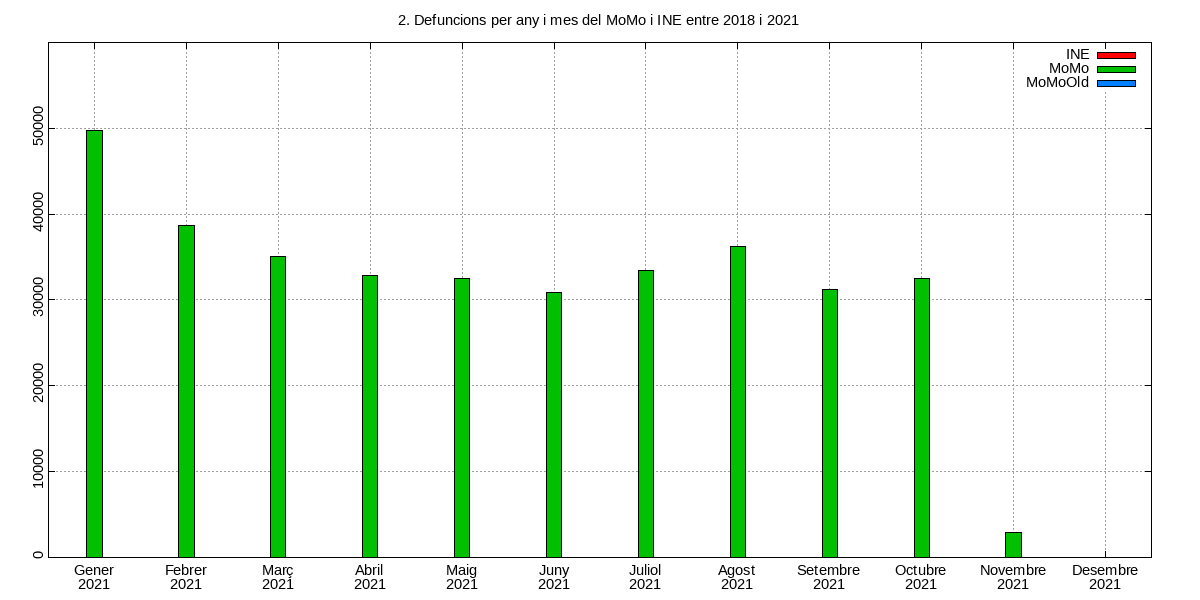 2. Defuncions per any i mes del MoMo i INE entre 2018 i 2021
INE
MoMo
MoMoOld
50000
40000
30000
20000
10000
0
Gener Febrer Març Abril Maig Juny Juliol Agost Setembre Octubre Novembre Desembre
2021 2021 2021 2021 2021 2021 2021 2021 2021 2021 2021 2021